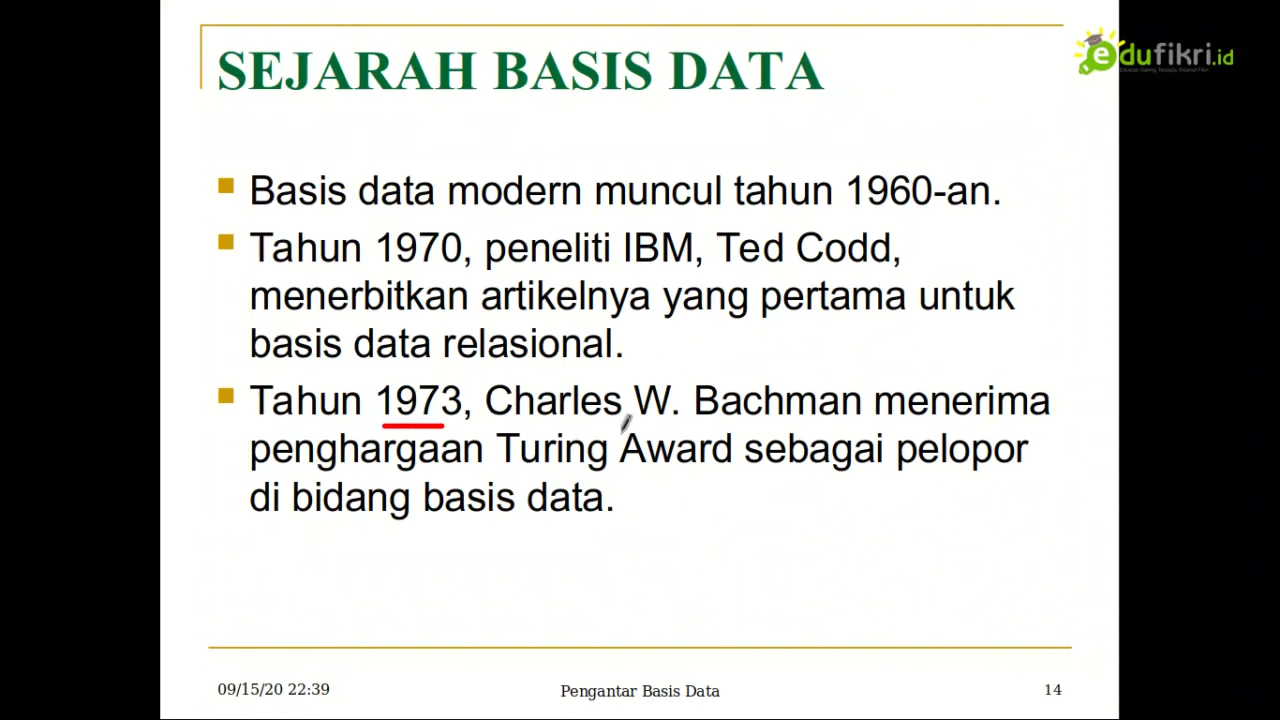 SEJARAH BASIS DATA
edufikri.id
Basis data modern muncul tahun 1960-an.
Tahun 1970, peneliti IBM, Ted Codd,
menerbitkan artikelnya yang pertama untuk
basis data relasional.
Tahun 1973, Charles W. Bachman menerima
penghargaan Turing Award sebagai pelopor
di bidang basis data.
09/15/20 22:39
Pengantar Basis Data
14